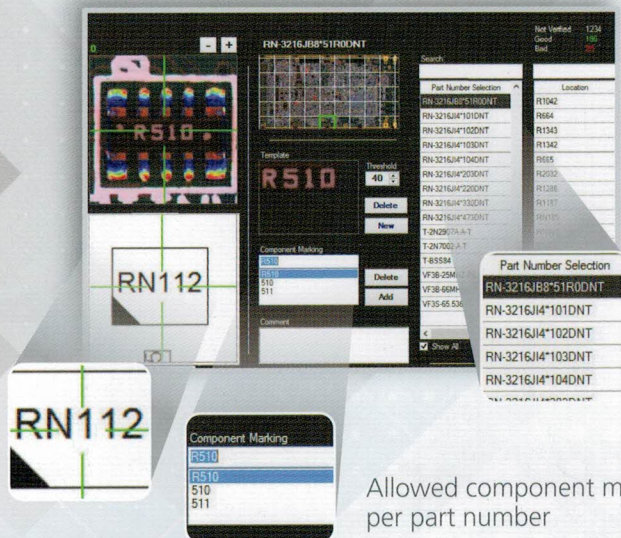 Not Verified 1234
Good
Bad
0
- +
RN-3216JB8*51R0DNT
Search:
Part Number Selection
Location
RN-3216JB8*51R0DNT
R1042
RN-3216JI4*101DNT
R664
RN-3216JI4*102DNT
R1343
RN-3216JI4*103DNT
R1342
RN-3216JI4*104DNT
R665
RN-3216JI4*203DNT
R2032
RN-3216JI4*220DNT
R1286
RN-3216JI4*332DNT
RN-3216JI4*473DNT
T-2N2907A-A-T
T-2N7002-A-T
T-BSS84
R510
Template
R510
Threshold
40
Delete
New
Component Marking
R510
R510
510
511
Delete
Add
Comment
Show All
RN112
Part Number Selection
RN-3216JB8*51R0DNT
RN-3216JI4*101DNT
RN-3216JI4*102DNT
RN-3216JI4*103DNT
RN-3216JI4*104DNT
RN112
Component Marking
R510
R510
510
511
Allowed component m
per part number